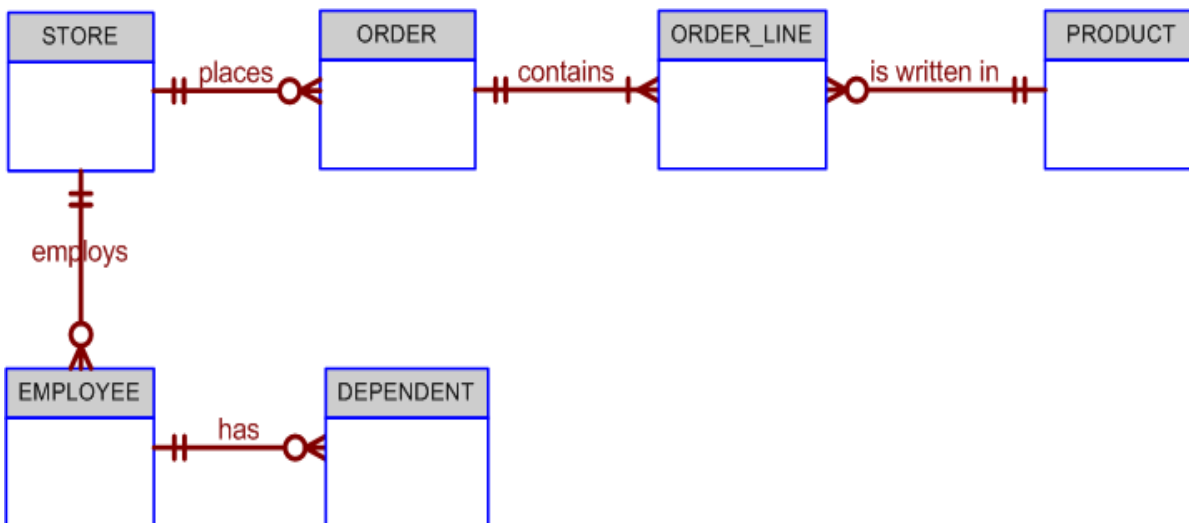 STORE
places
ORDER
contains
ORDER_LINE
is written in
PRODUCT
employs
EMPLOYEE
has
DEPENDENT